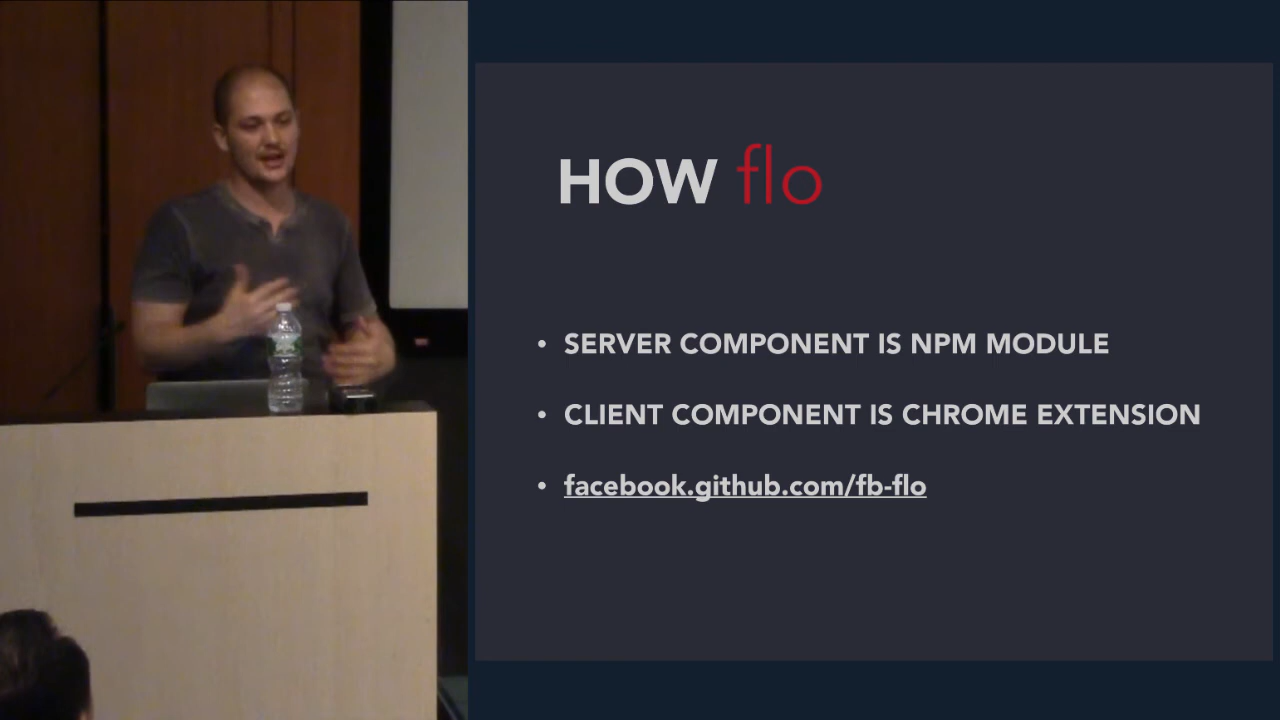 HOW flo
• SERVER COMPONENT IS NPM MODULE
• CLIENT COMPONENT IS CHROME EXTENSION
• facebook.github.com/fb-flo